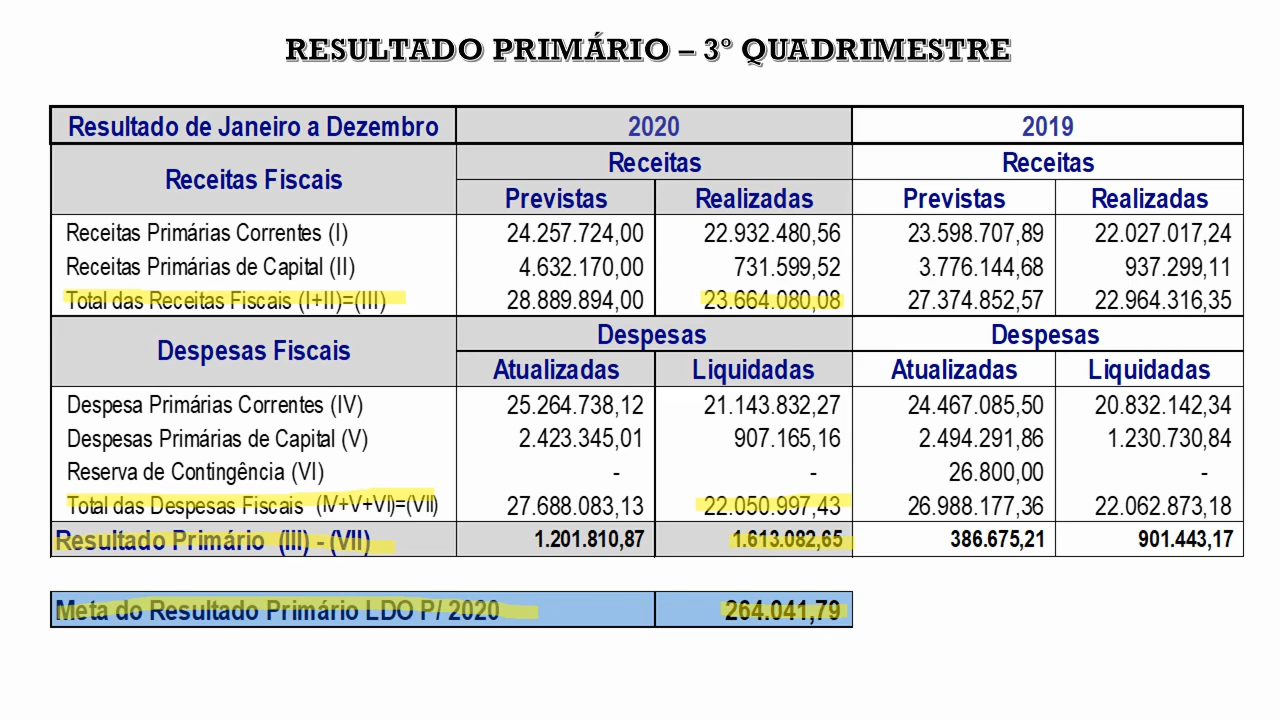 RESULTADO PRIMÁRIO – 3º QUADRIMESTRE
Resultado de Janeiro a Dezembro 2020 2019
Receitas Fiscais Receitas Receitas
Previstas Realizadas Previstas Realizadas
Receitas Primárias Correntes (I) 24.257.724,00 22.932.480,56 23.598.707,89 22.027.017,24
Receitas Primárias de Capital (II) 4.632.170,00 731.599,52 3.776.144,68 937.299,11
Total das Receitas Fiscais (I+II)=(III) 28.889.894,00 23.664.080,08 27.374.852,57 22.964.316,35
Despesas Fiscais Despesas Despesas
Atualizadas Liquidadas Atualizadas Liquidadas
Despesa Primárias Correntes (IV) 25.264.738,12 21.143.832,27 24.467.085,50 20.832.142,34
Despesas Primárias de Capital (V) 2.423.345,01 907.165,16 2.494.291,86 1.230.730,84
Reserva de Contingência (VI) - - 26.800,00 -
Total das Despesas Fiscais (IV+V+VI)=(VII) 27.688.083,13 22.050.997,43 26.988.177,36 22.062.873,18
Resultado Primário (III) - (VII) 1.201.810,87 1.613.082,65 386.675,21 901.443,17
Meta do Resultado Primário LDO P/ 2020 264.041,79